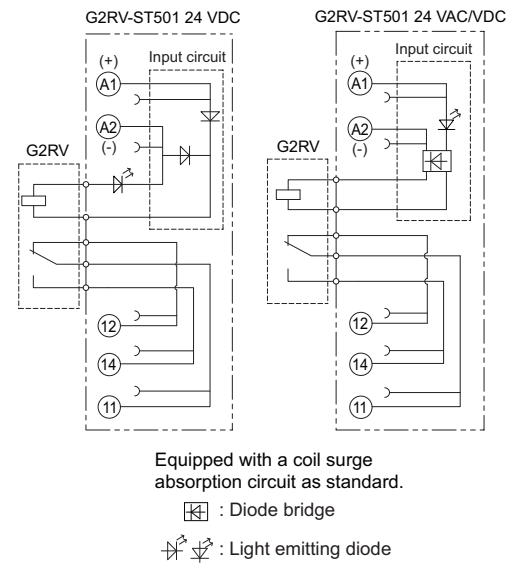 G2RV-ST501 24 VDC
(+)
Input circuit
A1
A2
(-)
G2RV
12
14
11
G2RV-ST501 24 VAC/VDC
(+)
Input circuit
A1
A2
(-)
G2RV
12
14
11
Equipped with a coil surge
absorption circuit as standard.
: Diode bridge
: Light emitting diode